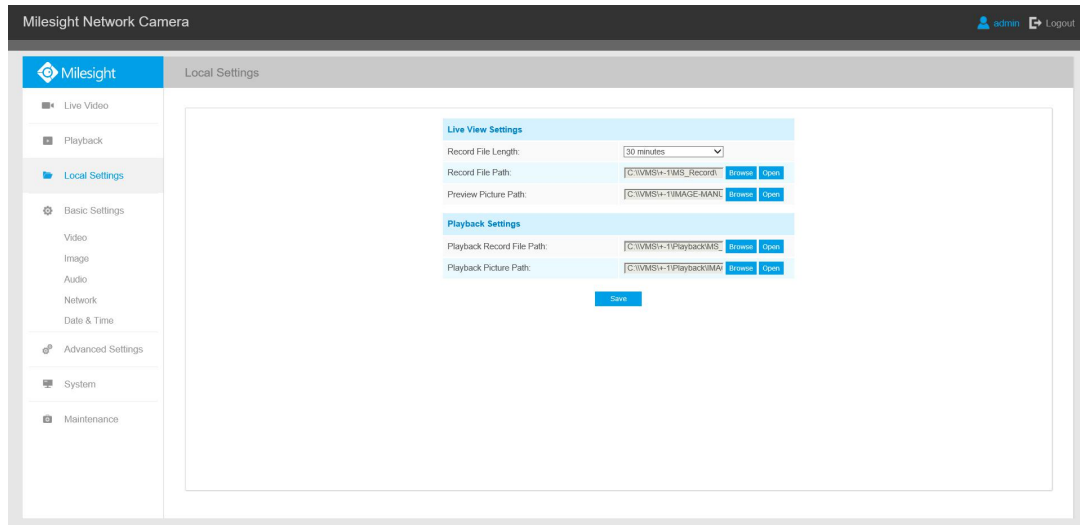 Milesight Network Camera
admin Logout
Milesight
Local Settings
Live Video
Playback
Local Settings
Basic Settings
Video
Image
Audio
Network
Date & Time
Advanced Settings
System
Maintenance
Live View Settings
Record File Length: 30 minutes
Record File Path: C:\\VMS\+-1\MS_Record\ Browse Open
Preview Picture Path: C:\\VMS\+-1\IMAGE-MANU Browse Open
Playback Settings
Playback Record File Path: C:\\VMS\+-1\Playback\MS_ Browse Open
Playback Picture Path: C:\\VMS\+-1\Playback\IMA Browse Open
Save